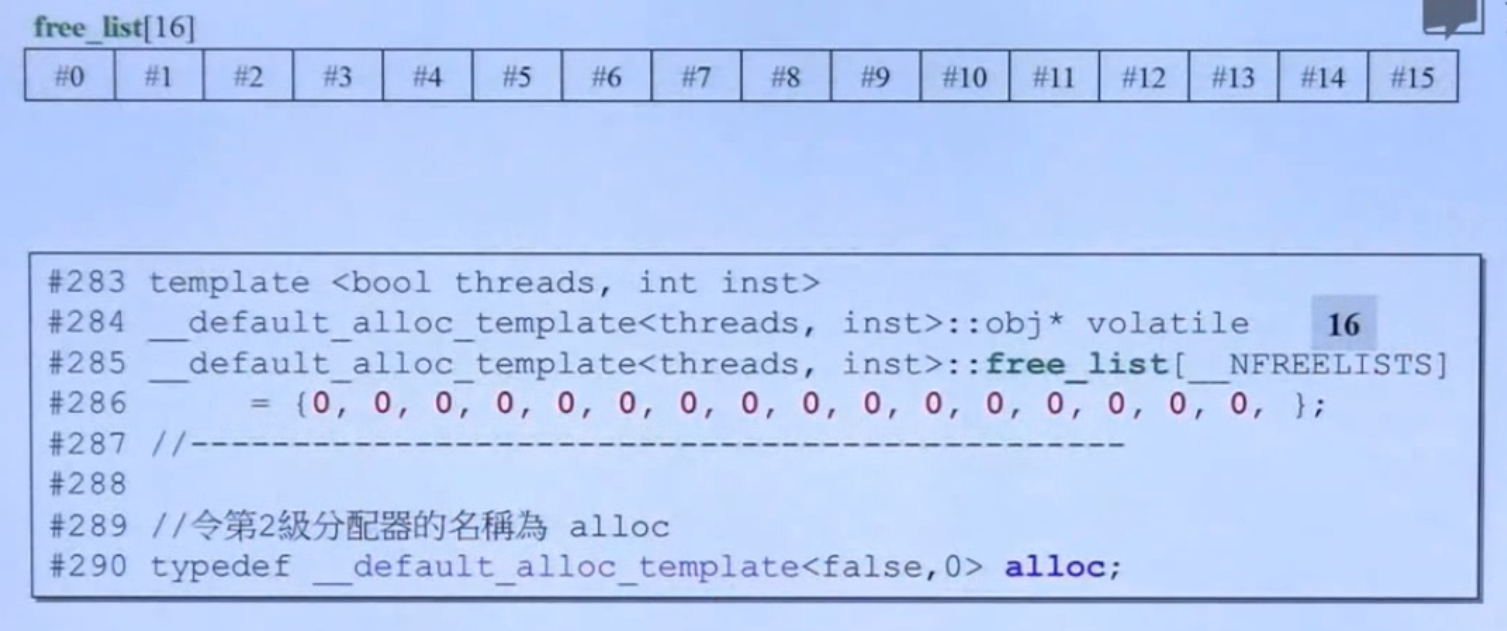 free_list[16]
#0 #1 #2 #3 #4 #5 #6 #7 #8 #9 #10 #11 #12 #13 #14 #15
#283 template <bool threads, int inst>
#284 __default_alloc_template<threads, inst>::obj* volatile 16
#285 __default_alloc_template<threads, inst>::free_list[__NFREELISTS]
#286 = {0, 0, 0, 0, 0, 0, 0, 0, 0, 0, 0, 0, 0, 0, 0, 0, };
#287 //----------------------------------------------
#288
#289 //令第2級分配器的名稱為 alloc
#290 typedef __default_alloc_template<false,0> alloc;